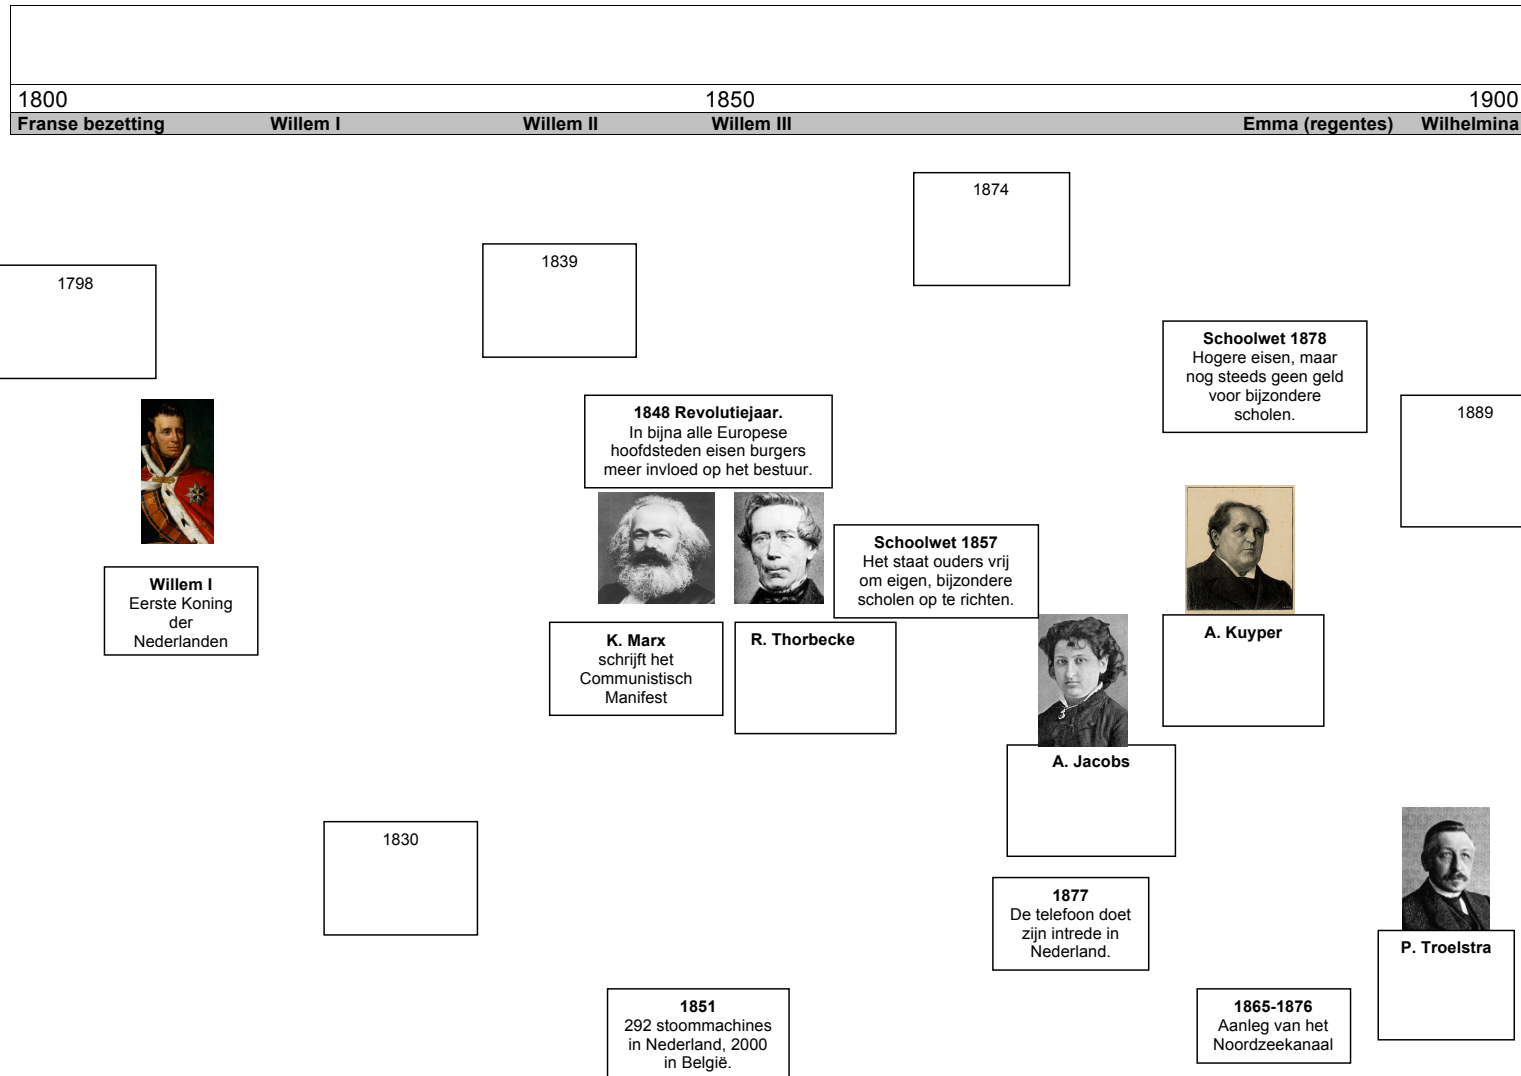 1800 1850 1900
Franse bezetting Willem I Willem II Willem III Emma (regentes) Wilhelmina
1874
1839
1798
Schoolwet 1878
Hogere eisen, maar
nog steeds geen geld
voor bijzondere
scholen.
1848 Revolutiejaar.
In bijna alle Europese
hoofdsteden eisen burgers
meer invloed op het bestuur.
1889
Schoolwet 1857
Het staat ouders vrij
om eigen, bijzondere
scholen op te richten.
Willem I
Eerste Koning
der
Nederlanden
K. Marx
schrijft het
Communistisch
Manifest
R. Thorbecke
A. Kuyper
A. Jacobs
1830
1877
De telefoon doet
zijn intrede in
Nederland.
P. Troelstra
1851
292 stoommachines
in Nederland, 2000
in België.
1865-1876
Aanleg van het
Noordzeekanaal